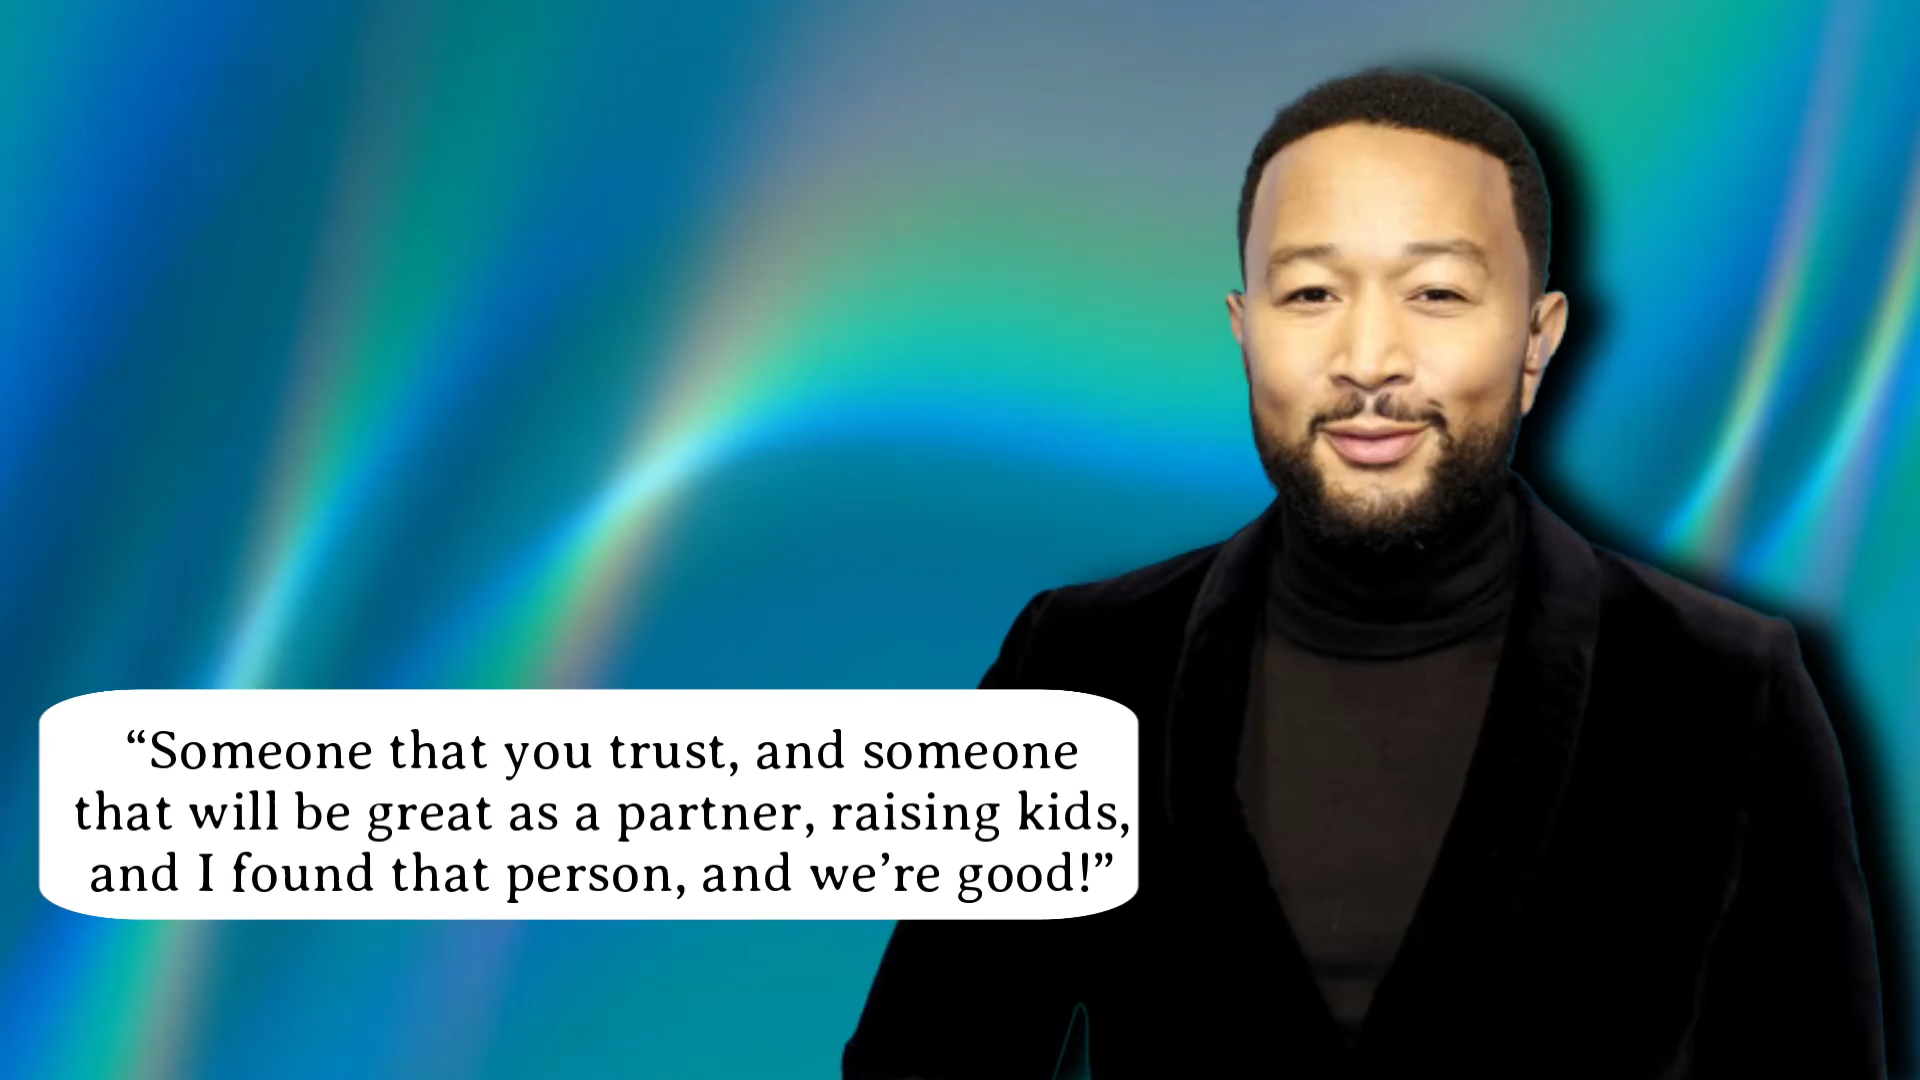 “Someone that you trust, and someone
that will be great as a partner, raising kids,
and I found that person, and we’re good!”